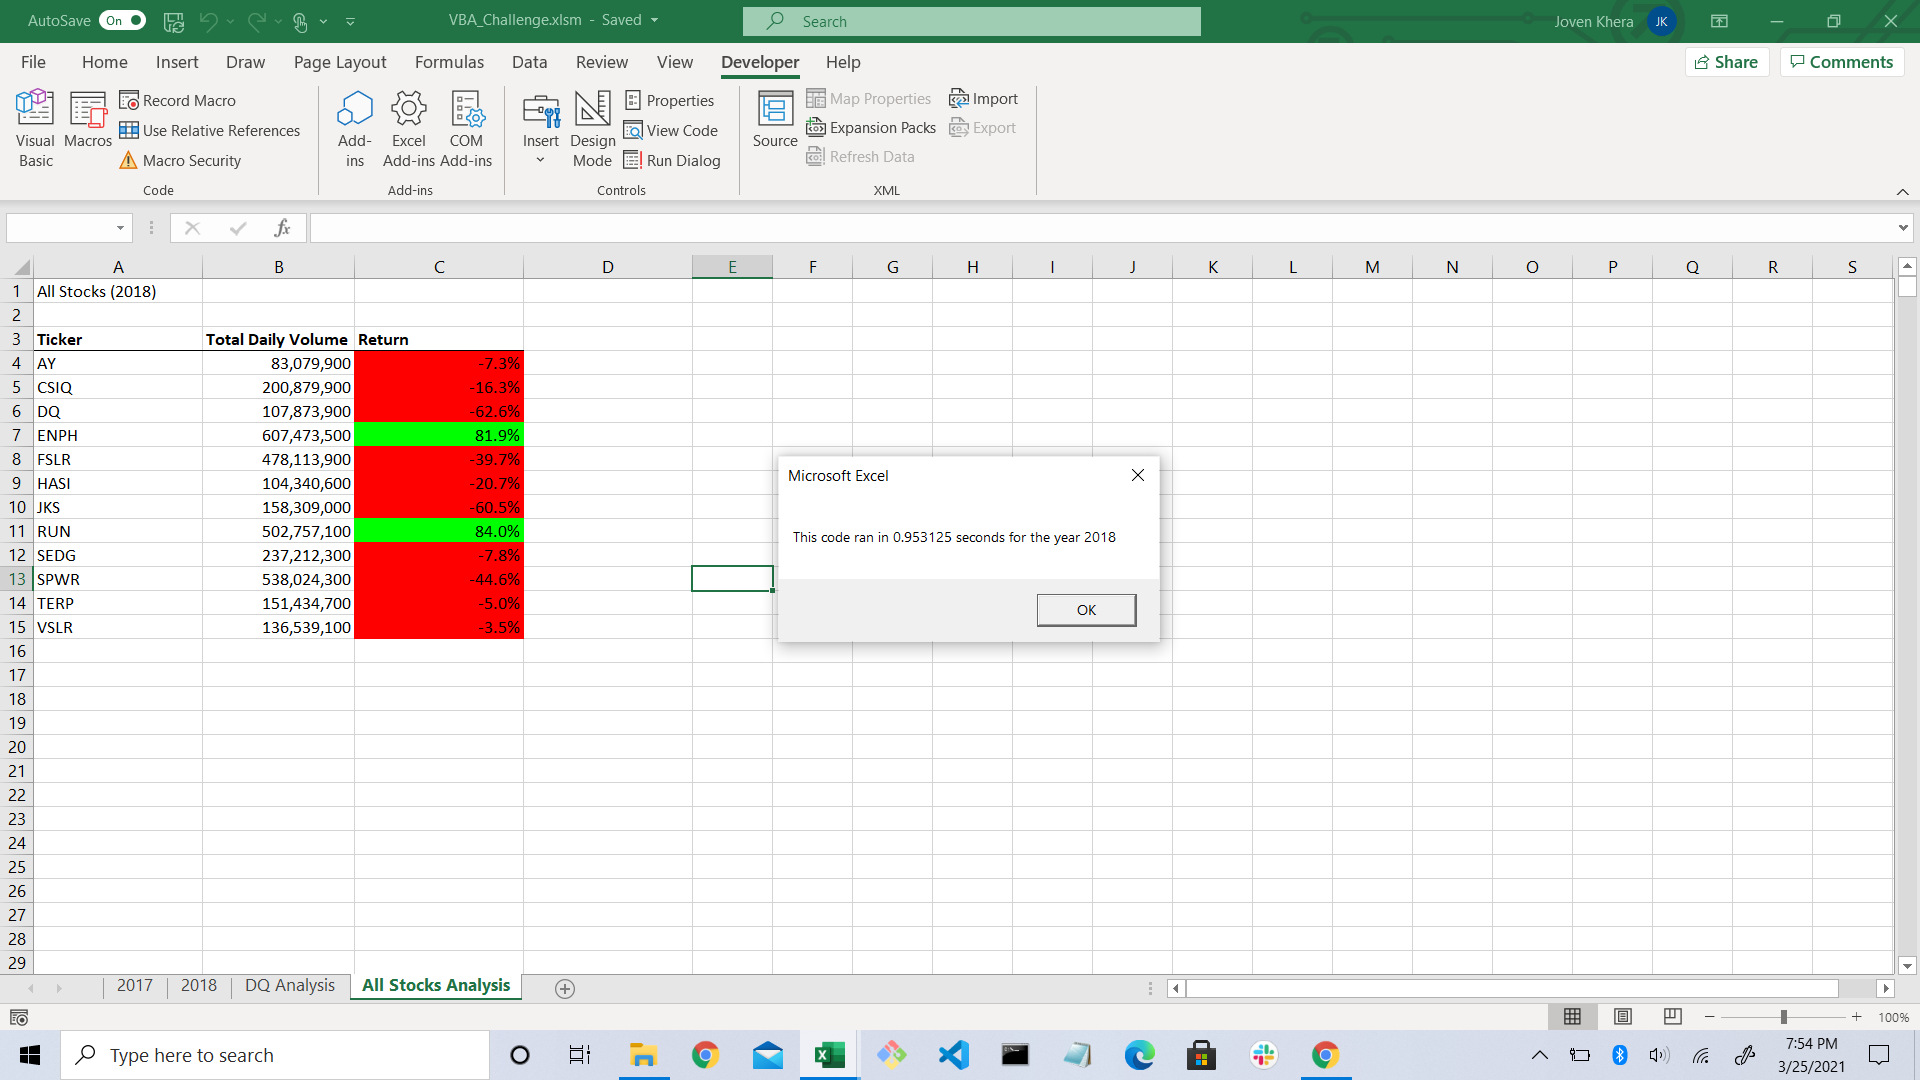 AutoSave On VBA_Challenge.xlsm - Saved Search Joven Khera JK
File Home Insert Draw Page Layout Formulas Data Review View Developer Help Share Comments
Visual Basic
Macros
Record Macro
Use Relative References
Macro Security
Code
Add-ins
Excel Add-ins
COM Add-ins
Add-ins
Insert
Design Mode
Properties
View Code
Run Dialog
Controls
Source
Map Properties
Expansion Packs
Refresh Data
Import
Export
XML
fx
A B C D E F G H I J K L M N O P Q R S
1 All Stocks (2018)
2
3 Ticker Total Daily Volume Return
4 AY 83,079,900 -7.3%
5 CSIQ 200,879,900 -16.3%
6 DQ 107,873,900 -62.6%
7 ENPH 607,473,500 81.9%
8 FSLR 478,113,900 -39.7%
9 HASI 104,340,600 -20.7%
10 JKS 158,309,000 -60.5%
11 RUN 502,757,100 84.0%
12 SEDG 237,212,300 -7.8%
13 SPWR 538,024,300 -44.6%
14 TERP 151,434,700 -5.0%
15 VSLR 136,539,100 -3.5%
16
17
18
19
20
21
22
23
24
25
26
27
28
29
Microsoft Excel
This code ran in 0.953125 seconds for the year 2018
OK
2017 2018 DQ Analysis All Stocks Analysis
100%
Type here to search
7:54 PM
3/25/2021